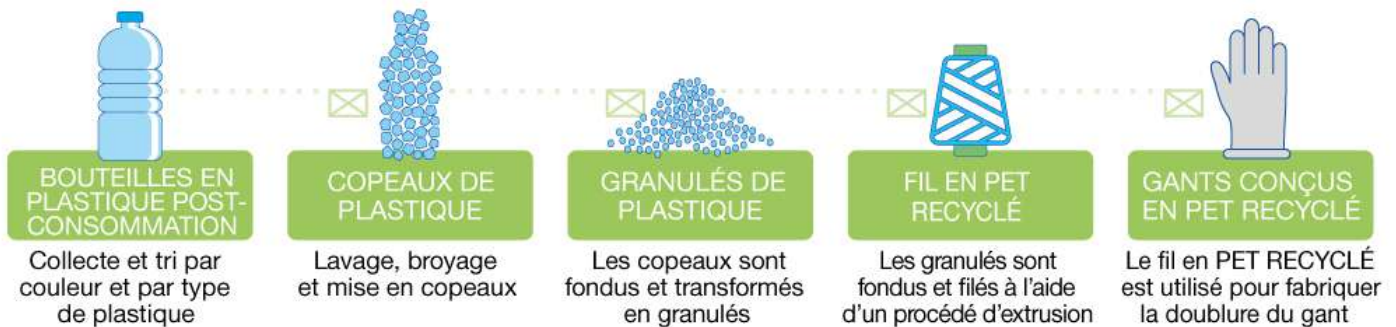 BOUTEILLES EN
PLASTIQUE POST-
CONSOMMATION
Collecte et tri par
couleur et par type
de plastique
COPEAUX DE
PLASTIQUE
Lavage, broyage
et mise en copeaux
GRANULÉS DE
PLASTIQUE
Les copeaux sont
fondus et transformés
en granulés
FIL EN PET
RECYCLÉ
Les granulés sont
fondus et filés à l'aide
d'un procédé d'extrusion
GANTS CONÇUS
EN PET RECYCLÉ
Le fil en PET RECYCLÉ
est utilisé pour fabriquer
la doublure du gant